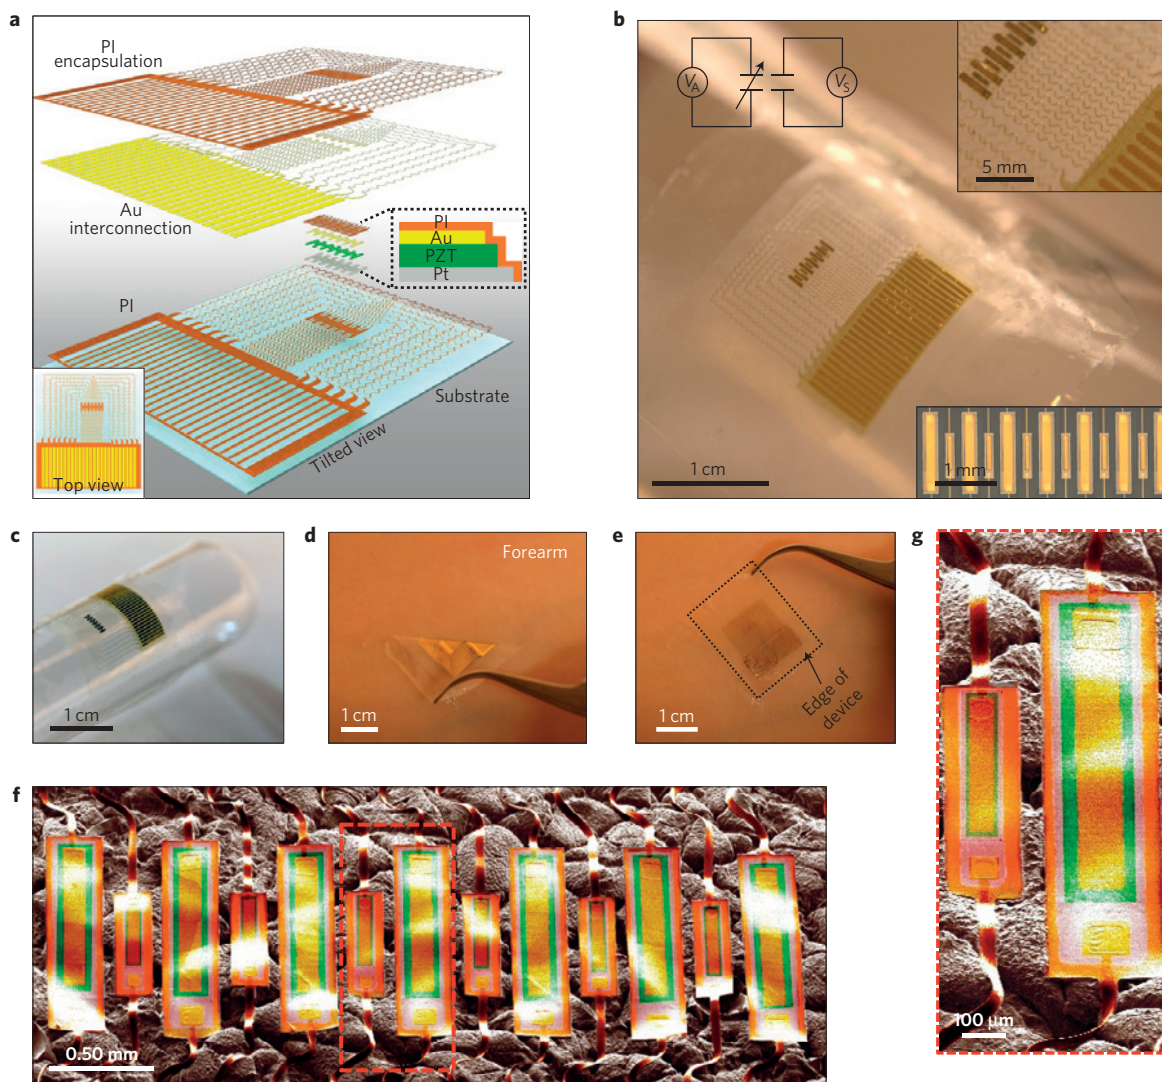 a
PI
encapsulation
Au
interconnection
PI
Au
PZT
Pt
PI
Substrate
Tilted view
Top view
b
VA
VS
5 mm
1 cm
1 mm
c
1 cm
d
Forearm
1 cm
e
Edge of
device
1 cm
f
0.50 mm
g
100 µm